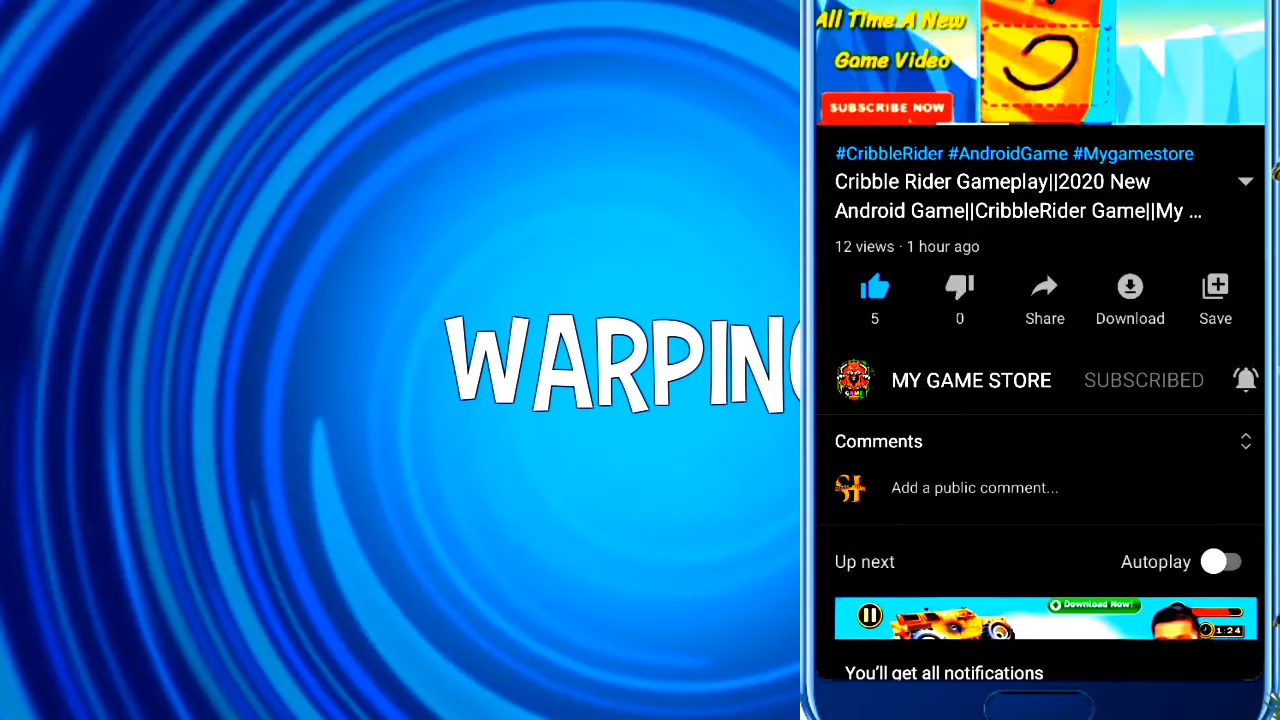 WARPING
All Time A New
Game Video
SUBSCRIBE NOW
#CribbleRider #AndroidGame #Mygamestore
Cribble Rider Gameplay||2020 New
Android Game||CribbleRider Game||My ...
12 views · 1 hour ago
5
0
Share
Download
Save
MY GAME STORE
SUBSCRIBED
Comments
Add a public comment...
Up next
Autoplay
Download Now!
1:24
You'll get all notifications